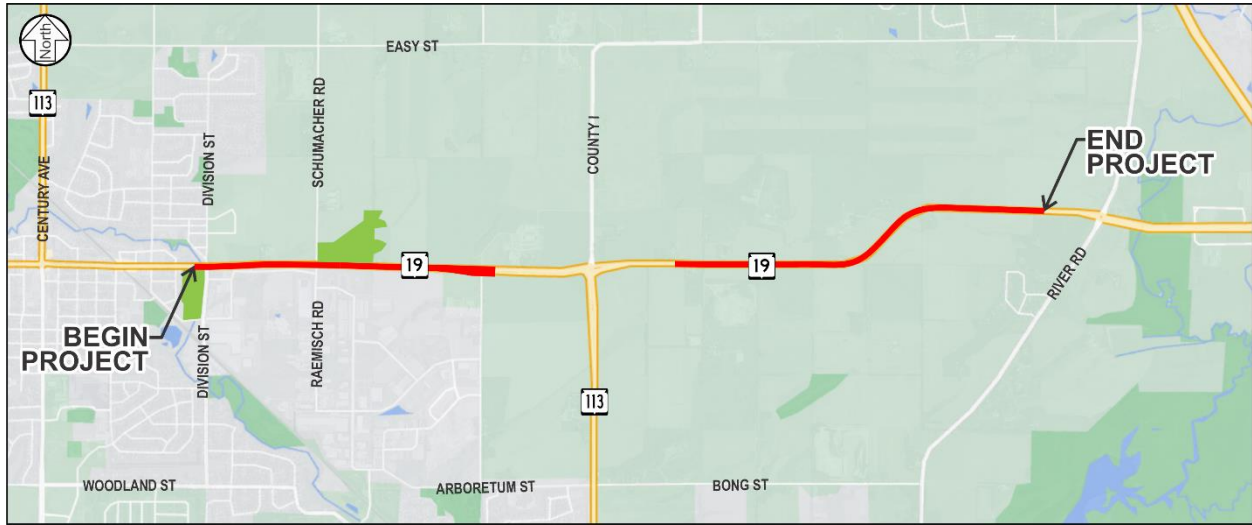 North
EASY ST
113
CENTURY AVE
DIVISION ST
SCHUMACHER RD
COUNTY I
END
PROJECT
19
19
RIVER RD
BEGIN
PROJECT
DIVISION ST
RAEMISCH RD
113
WOODLAND ST
ARBORETUM ST
BONG ST